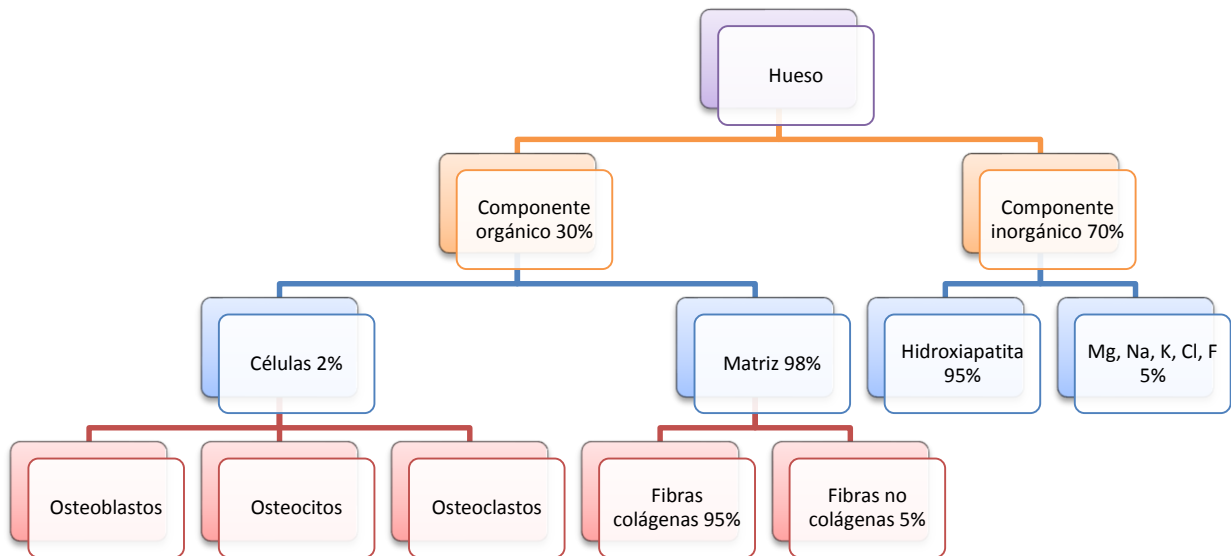 Hueso
Componente
orgánico 30%
Componente
inorgánico 70%
Células 2%
Matriz 98%
Hidroxiapatita
95%
Mg, Na, K, Cl, F
5%
Osteoblastos
Osteocitos
Osteoclastos
Fibras
colágenas 95%
Fibras no
colágenas 5%